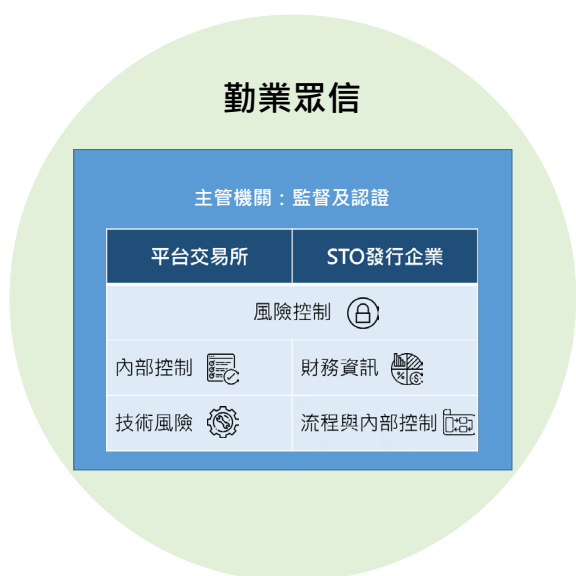 勤業眾信
主管機關：監督及認證
平台交易所 STO發行企業
風險控制
內部控制 財務資訊
技術風險 流程與內部控制